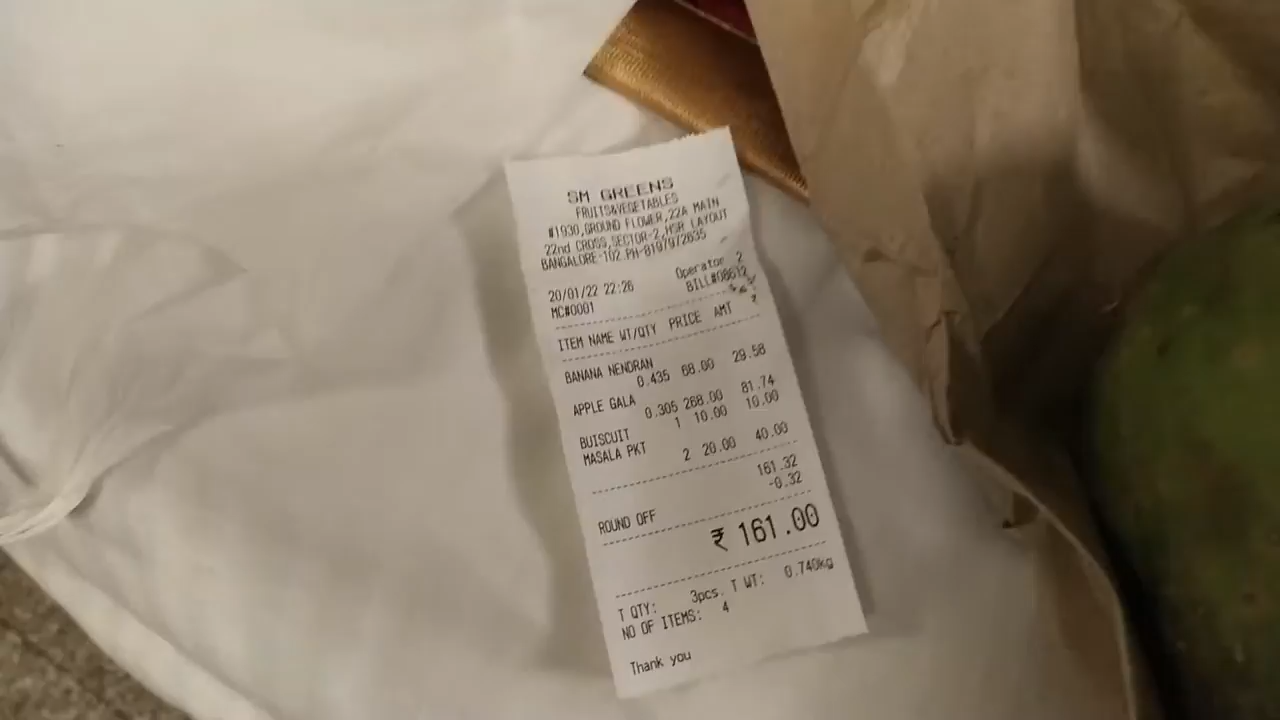 SM GREENS
FRUITS&VEGETABLES
#1930,GROUND FLOWER,22A MAIN
22nd CROSS,SECTOR-2,HSR LAYOUT
BANGALORE-102.PH-8197972635
Operator 2
20/01/22 22:26 BILL#08612
MC#0001
ITEM NAME WT/QTY PRICE AMT ₹
BANANA NENDRAN
0.435 68.00 29.58
APPLE GALA
0.305 268.00 81.74
BUISCUIT
1 10.00 10.00
MASALA PKT
2 20.00 40.00
161.32
-0.32
ROUND OFF
₹ 161.00
T QTY: 3pcs. T WT: 0.740kg
NO OF ITEMS: 4
Thank you